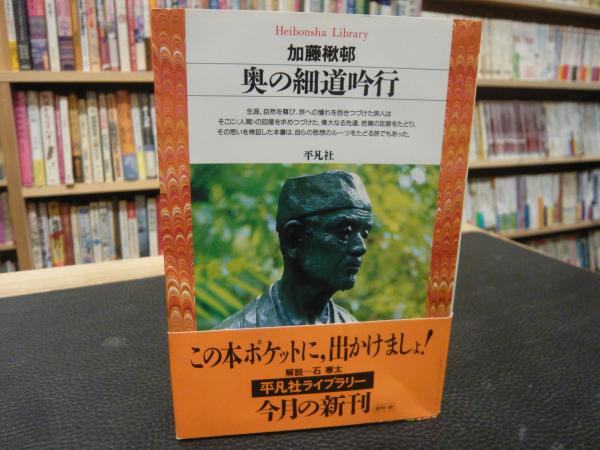 Heibonsha Library
加藤楸邨
奥の細道吟行
生涯、自然を尊び、旅への憧れを抱きつづけた俳人は
そこに〈人間〉の回復を求めつづけた。偉大なる先達、芭蕉の足跡をたどり、
その思いを検証した本書は、自らの思想のルーツをたどる旅でもあった。
平凡社
この本ポケットに、出かけましょ!
解説―石 寒太
平凡社ライブラリー
今月の新刊